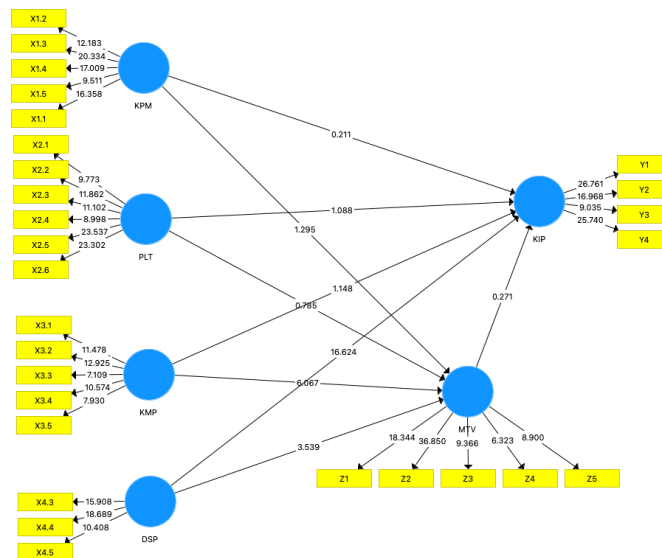 X1.2
X1.3
X1.4
X1.5
X1.1
12.183
20.334
17.009
9.511
16.358
KPM
X2.1
X2.2
X2.3
X2.4
X2.5
X2.6
9.773
11.862
11.102
8.998
23.537
23.302
PLT
X3.1
X3.2
X3.3
X3.4
X3.5
11.478
12.925
7.109
10.574
7.930
KMP
X4.3
X4.4
X4.5
15.908
18.689
10.408
DSP
0.211
1.088
1.295
1.148
0.785
16.624
6.067
3.539
0.271
KIP
26.761
16.968
9.035
25.740
Y1
Y2
Y3
Y4
MTV
18.344
36.850
9.366
6.323
8.900
Z1
Z2
Z3
Z4
Z5